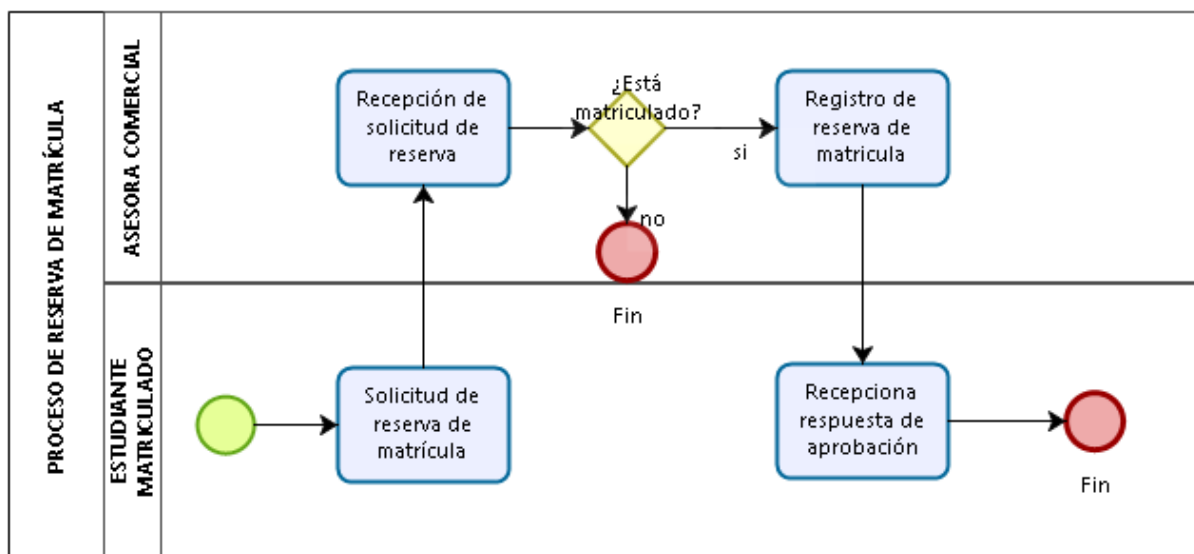 PROCESO DE RESERVA DE MATRÍCULA
ASESORA COMERCIAL
Recepción de
solicitud de
reserva
¿Está
matriculado?
si
no
Fin
Registro de
reserva de
matricula
ESTUDIANTE
MATRICULADO
Solicitud de
reserva de
matrícula
Recepciona
respuesta de
aprobación
Fin